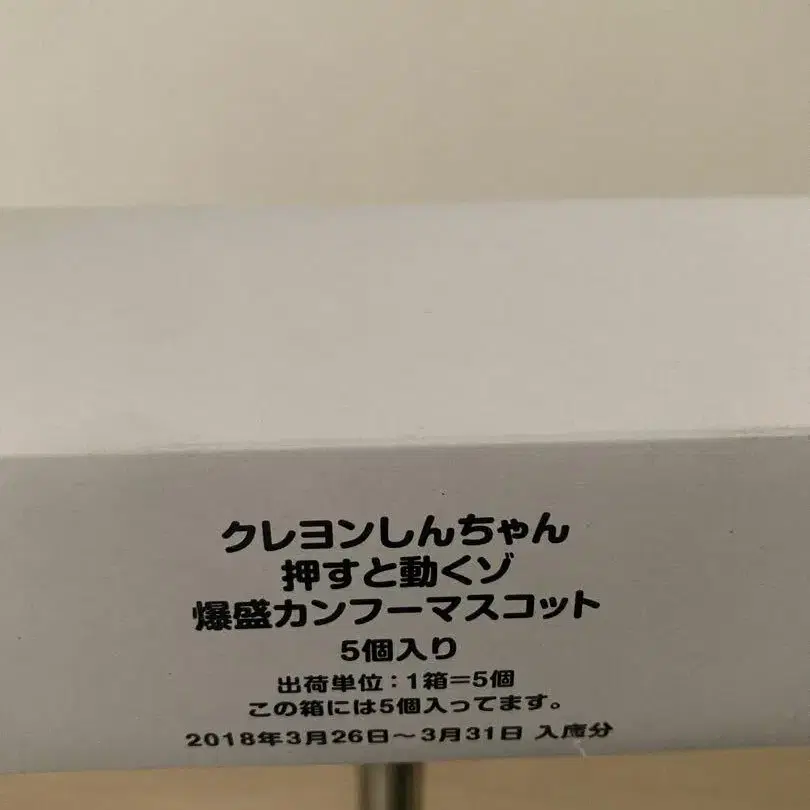 クレヨンしんちゃん
押すと動くゾ
爆盛カンフーマスコット
5個入り
出荷単位：1箱＝5個
この箱には5個入ってます。
2018年3月26日～3月31日 入庫分